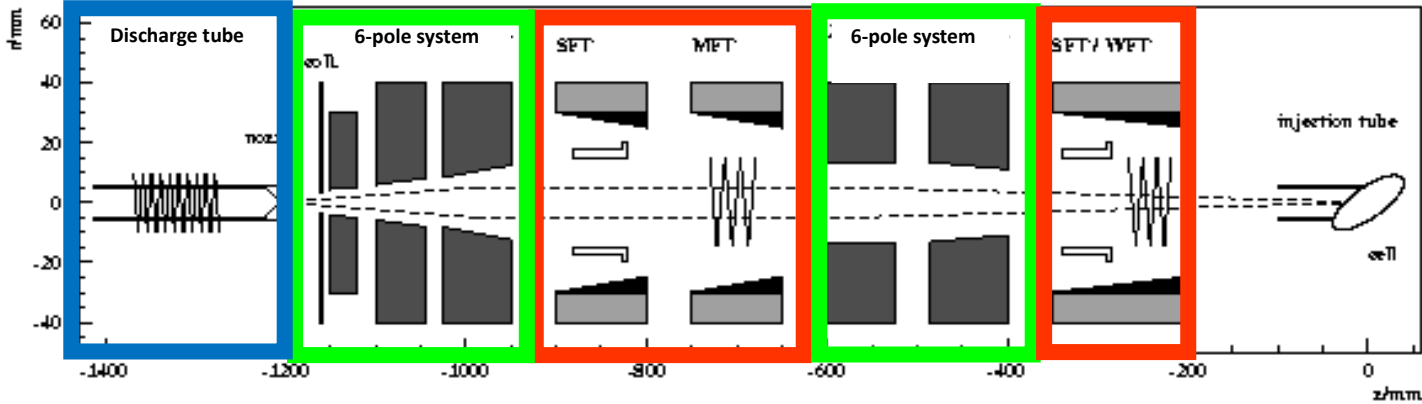 r/mm
60
40
20
0
-20
-40
Discharge tube
6-pole system
SFT
MFT
6-pole system
SFT/ WFT
coll.
injection tube
cell
-1400
-1200
-1000
-800
-600
-400
-200
0
z/mm